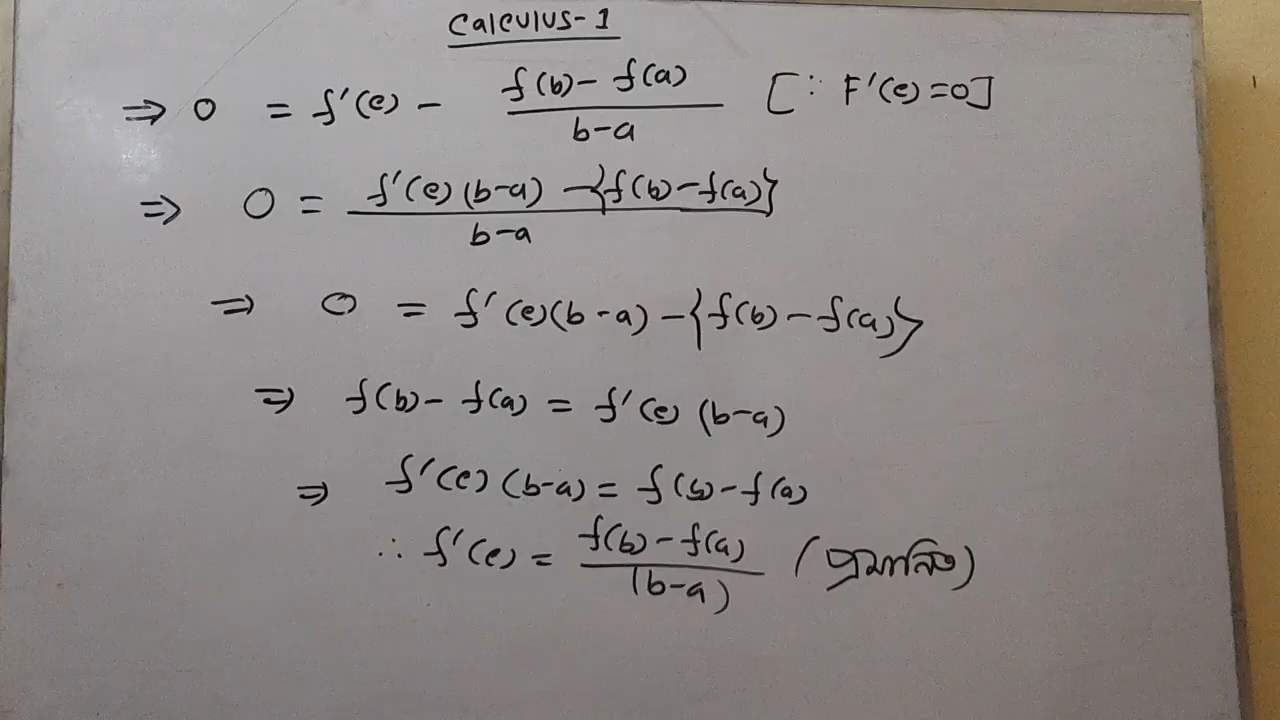 Calculus-1
⇒ 0 = f'(e) - f(b) - f(a) / b-a [∵ F'(e) = 0]
⇒ 0 = f'(e) (b-a) - {f(b) - f(a)} / b-a
⇒ 0 = f'(e)(b-a) - {f(b) - f(a)}
⇒ f(b) - f(a) = f'(e) (b-a)
⇒ f'(e) (b-a) = f(b) - f(a)
∴ f'(e) = f(b) - f(a) / (b-a) (প্রমানিত)